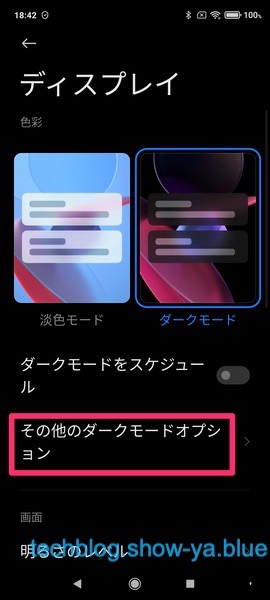 18:42
100%
ディスプレイ
色彩
淡色モード
ダークモード
ダークモードをスケジュー
ル
その他のダークモードオプシ
ョン
画面
明るさのレベル
techblog.show-ya.blue